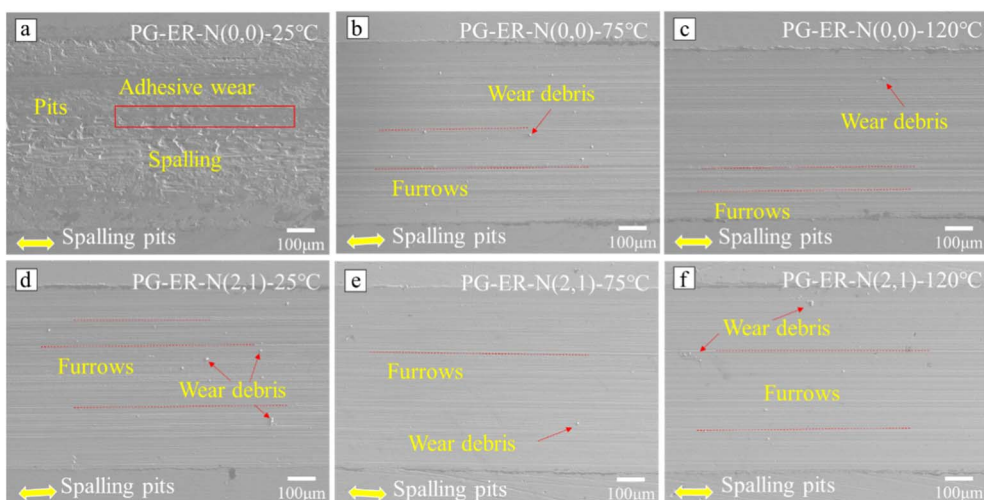 a
PG-ER-N(0,0)-25℃
Adhesive wear
Pits
Spalling
Spalling pits
100μm
b
PG-ER-N(0,0)-75℃
Wear debris
Furrows
Spalling pits
100μm
c
PG-ER-N(0,0)-120℃
Wear debris
Furrows
Spalling pits
100μm
d
PG-ER-N(2,1)-25℃
Furrows
Wear debris
Spalling pits
100μm
e
PG-ER-N(2,1)-75℃
Furrows
Wear debris
Spalling pits
100μm
f
PG-ER-N(2,1)-120℃
Wear debris
Furrows
Spalling pits
100μm